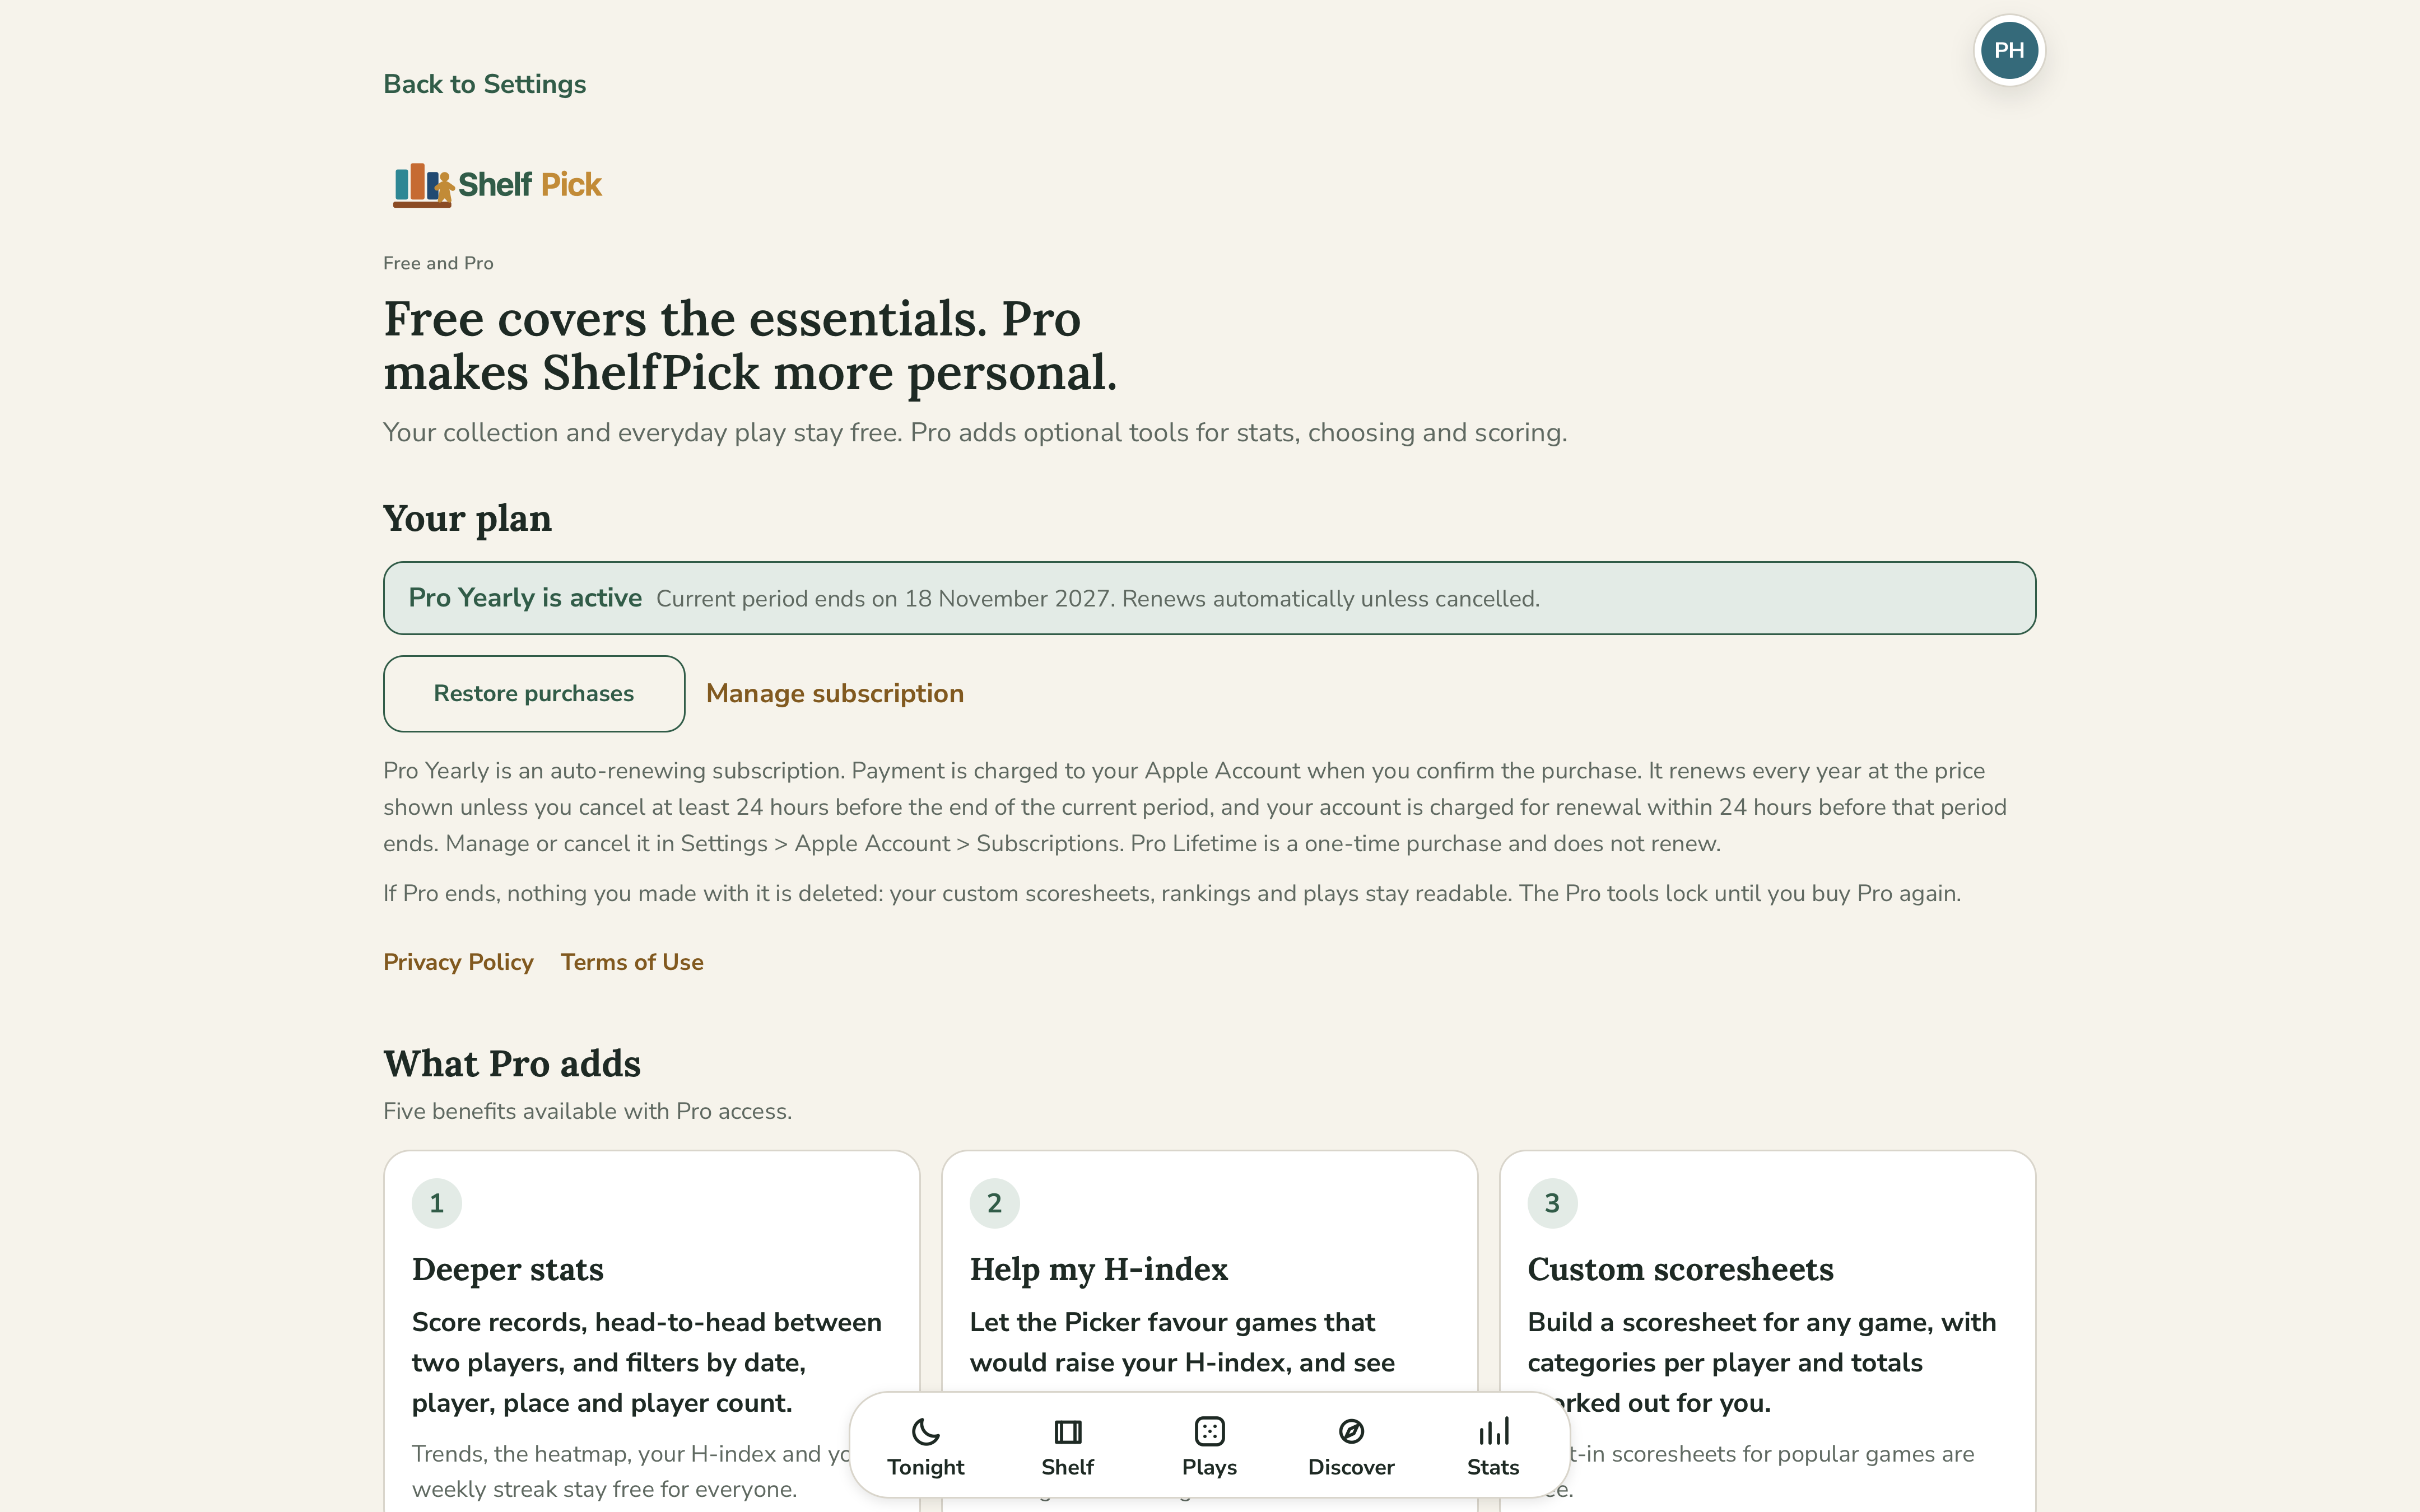 PH
Back to Settings
Shelf Pick
Free and Pro
Free covers the essentials. Pro
makes ShelfPick more personal.
Your collection and everyday play stay free. Pro adds optional tools for stats, choosing and scoring.
Your plan
Pro Yearly is active Current period ends on 18 November 2027. Renews automatically unless cancelled.
Restore purchases Manage subscription
Pro Yearly is an auto-renewing subscription. Payment is charged to your Apple Account when you confirm the purchase. It renews every year at the price
shown unless you cancel at least 24 hours before the end of the current period, and your account is charged for renewal within 24 hours before that period
ends. Manage or cancel it in Settings > Apple Account > Subscriptions. Pro Lifetime is a one-time purchase and does not renew.
If Pro ends, nothing you made with it is deleted: your custom scoresheets, rankings and plays stay readable. The Pro tools lock until you buy Pro again.
Privacy Policy Terms of Use
What Pro adds
Five benefits available with Pro access.
1
Deeper stats
Score records, head-to-head between
two players, and filters by date,
player, place and player count.
Trends, the heatmap, your H-index and
weekly streak stay free for everyone.
2
Help my H-index
Let the Picker favour games that
would raise your H-index, and see
3
Custom scoresheets
Build a scoresheet for any game, with
categories per player and totals
out for you.
scoresheets for popular games are
Tonight Shelf Plays Discover Stats